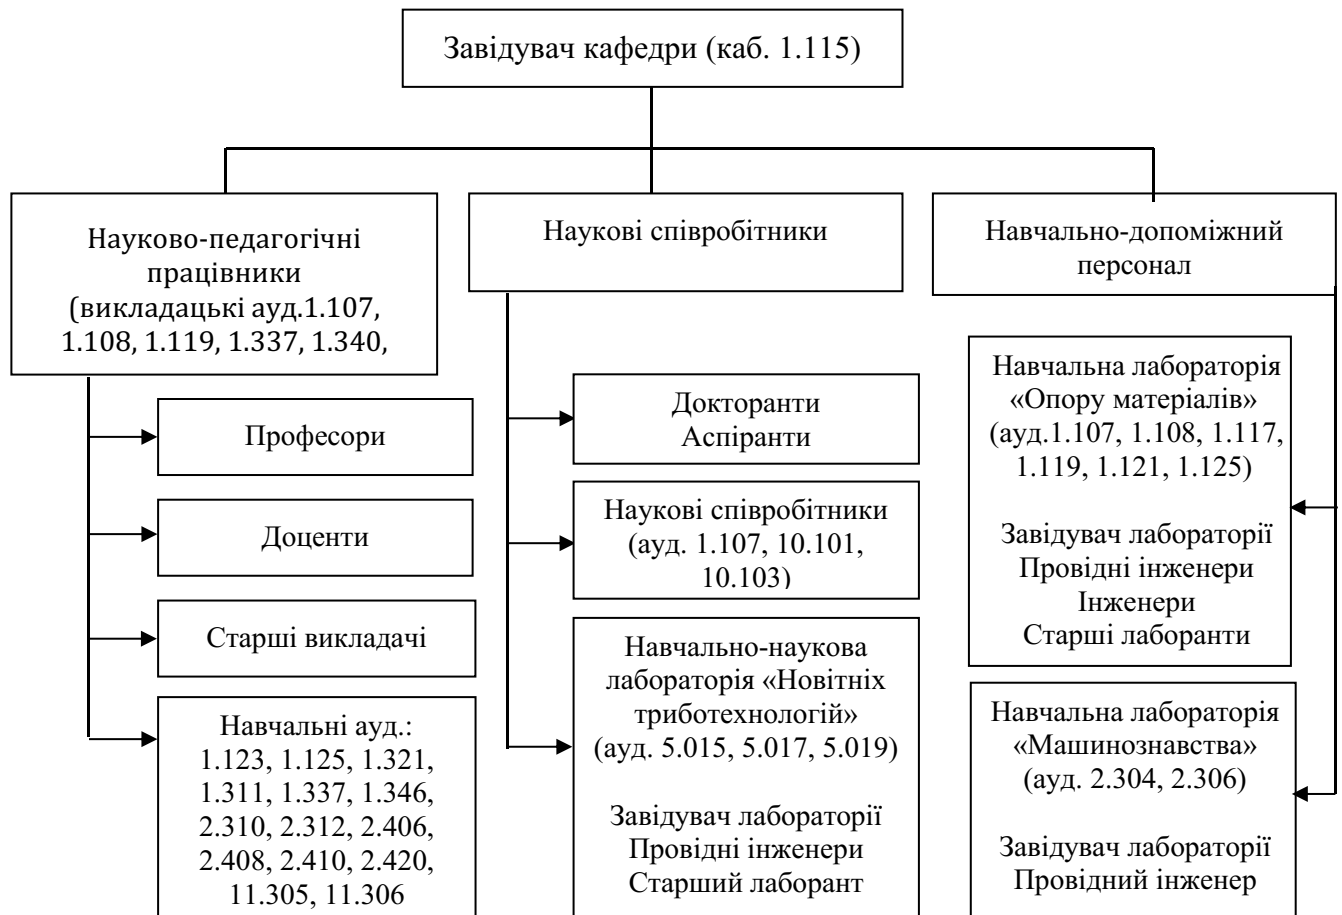 Завідувач кафедри (каб. 1.115)
Науково-педагогічні
працівники
(викладацькі ауд.1.107,
1.108, 1.119, 1.337, 1.340,
Професори
Доценти
Старші викладачі
Навчальні ауд.:
1.123, 1.125, 1.321,
1.311, 1.337, 1.346,
2.310, 2.312, 2.406,
2.408, 2.410, 2.420,
11.305, 11.306
Наукові співробітники
Докторанти
Аспіранти
Наукові співробітники
(ауд. 1.107, 10.101,
10.103)
Навчально-наукова
лабораторія «Новітніх
триботехнологій»
(ауд. 5.015, 5.017, 5.019)
Завідувач лабораторії
Провідні інженери
Старший лаборант
Навчально-допоміжний
персонал
Навчальна лабораторія
«Опору матеріалів»
(ауд.1.107, 1.108, 1.117,
1.119, 1.121, 1.125)
Завідувач лабораторії
Провідні інженери
Інженери
Старші лаборанти
Навчальна лабораторія
«Машинознавства»
(ауд. 2.304, 2.306)
Завідувач лабораторії
Провідний інженер